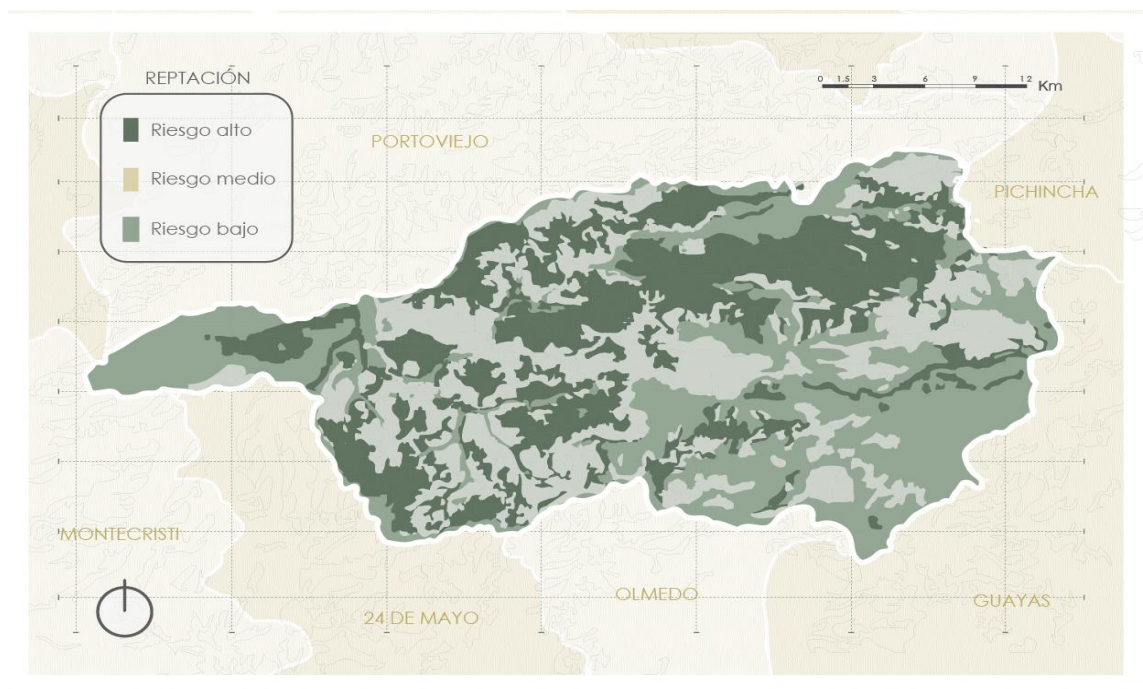 REPTACIÓN
Riesgo alto
Riesgo medio
Riesgo bajo
0 1.5 3 6 9 12 Km
PORTOVIEJO
PICHINCHA
MONTECRISTI
24 DE MAYO
OLMEDO
GUAYAS